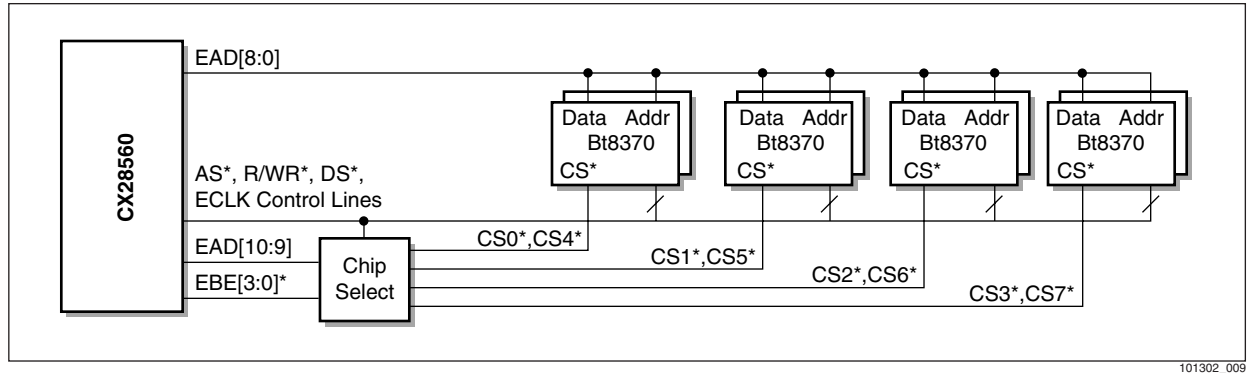 EAD[8:0]
CX28560
Data Addr
Bt8370
CS*
Data Addr
Bt8370
CS*
Data Addr
Bt8370
CS*
Data Addr
Bt8370
CS*
AS*, R/WR*, DS*,
ECLK Control Lines
EAD[10:9]
EBE[3:0]*
Chip
Select
CS0*,CS4*
CS1*,CS5*
CS2*,CS6*
CS3*,CS7*
101302_009